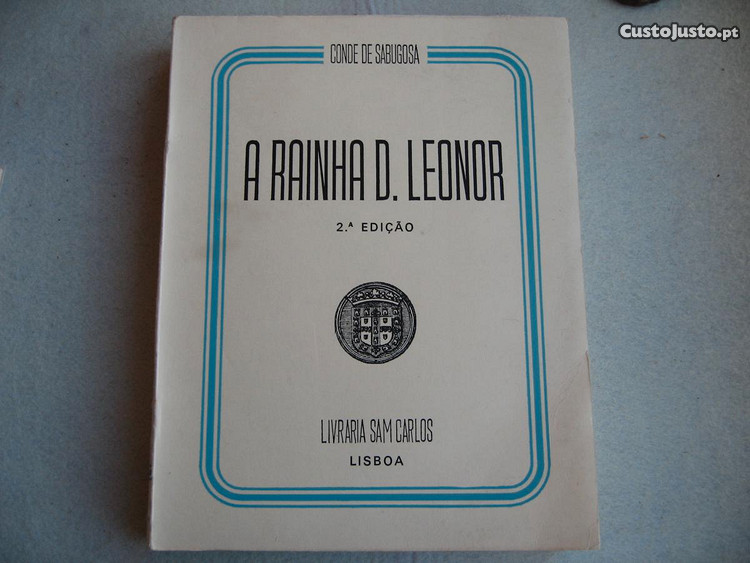 CustoJusto.pt
CONDE DE SABUGOSA
A RAINHA D. LEONOR
2.ª EDIÇÃO
LIVRARIA SAM CARLOS
LISBOA